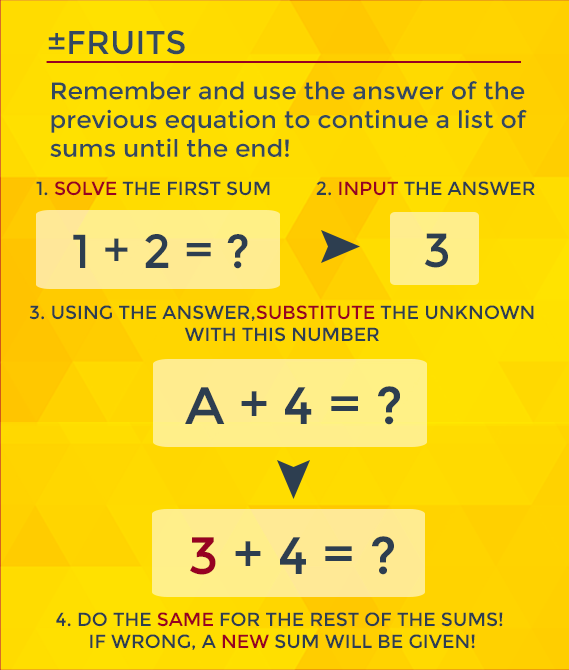 ±FRUITS
Remember and use the answer of the
previous equation to continue a list of
sums until the end!
1. SOLVE THE FIRST SUM
2. INPUT THE ANSWER
1 + 2 = ?
3
3. USING THE ANSWER,SUBSTITUTE THE UNKNOWN
WITH THIS NUMBER
A + 4 = ?
3 + 4 = ?
4. DO THE SAME FOR THE REST OF THE SUMS!
IF WRONG, A NEW SUM WILL BE GIVEN!